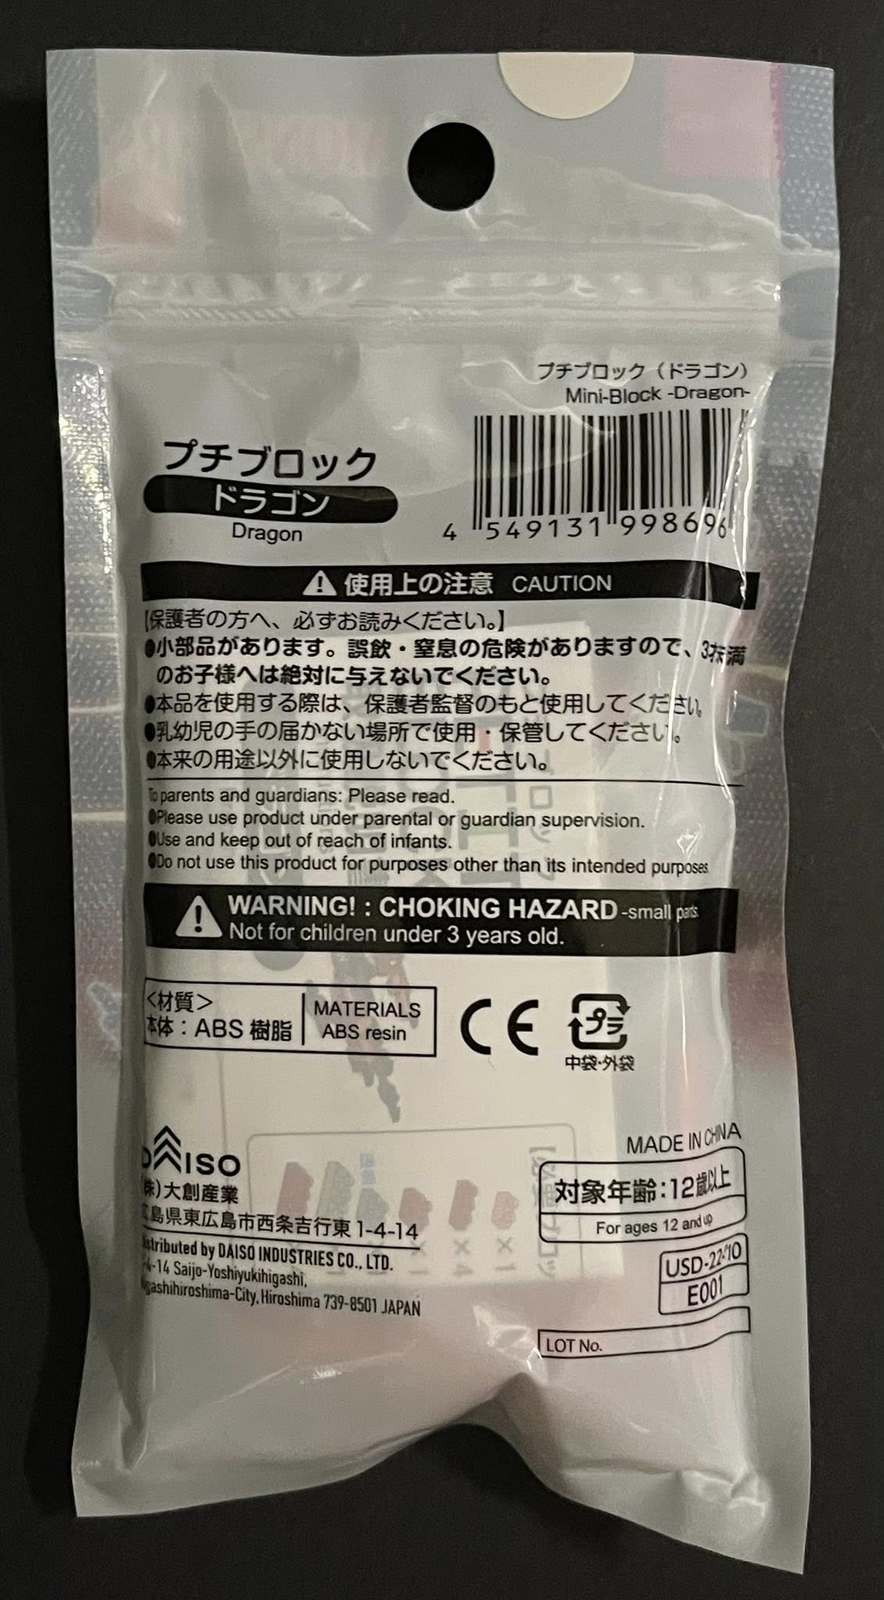 プチブロック（ドラゴン）
Mini-Block -Dragon-
プチブロック
ドラゴン
Dragon
4 549131 998696
使用上の注意 CAUTION
【保護者の方へ、必ずお読みください。】
●小部品があります。誤飲・窒息の危険がありますので、3才未満
のお子様へは絶対に与えないでください。
●本品を使用する際は、保護者監督のもと使用してください。
●乳幼児の手の届かない場所で使用・保管してください。
●本来の用途以外に使用しないでください。
To parents and guardians: Please read.
●Please use product under parental or guardian supervision.
●Use and keep out of reach of infants.
●Do not use this product for purposes other than its intended purposes.
WARNING! : CHOKING HAZARD -small parts.
Not for children under 3 years old.
＜材質＞
本体：ABS 樹脂
MATERIALS
ABS resin
CE
プラ
中袋・外袋
MADE IN CHINA
DAISO
(株)大創産業
広島県東広島市西条吉行東 1-4-14
Distributed by DAISO INDUSTRIES CO., LTD.
1-4-14 Saijo-Yoshiyukihigashi,
Higashihiroshima-City, Hiroshima 739-8501 JAPAN
対象年齢：12歳以上
For ages 12 and up
USD-22-F10
E001
LOT No.